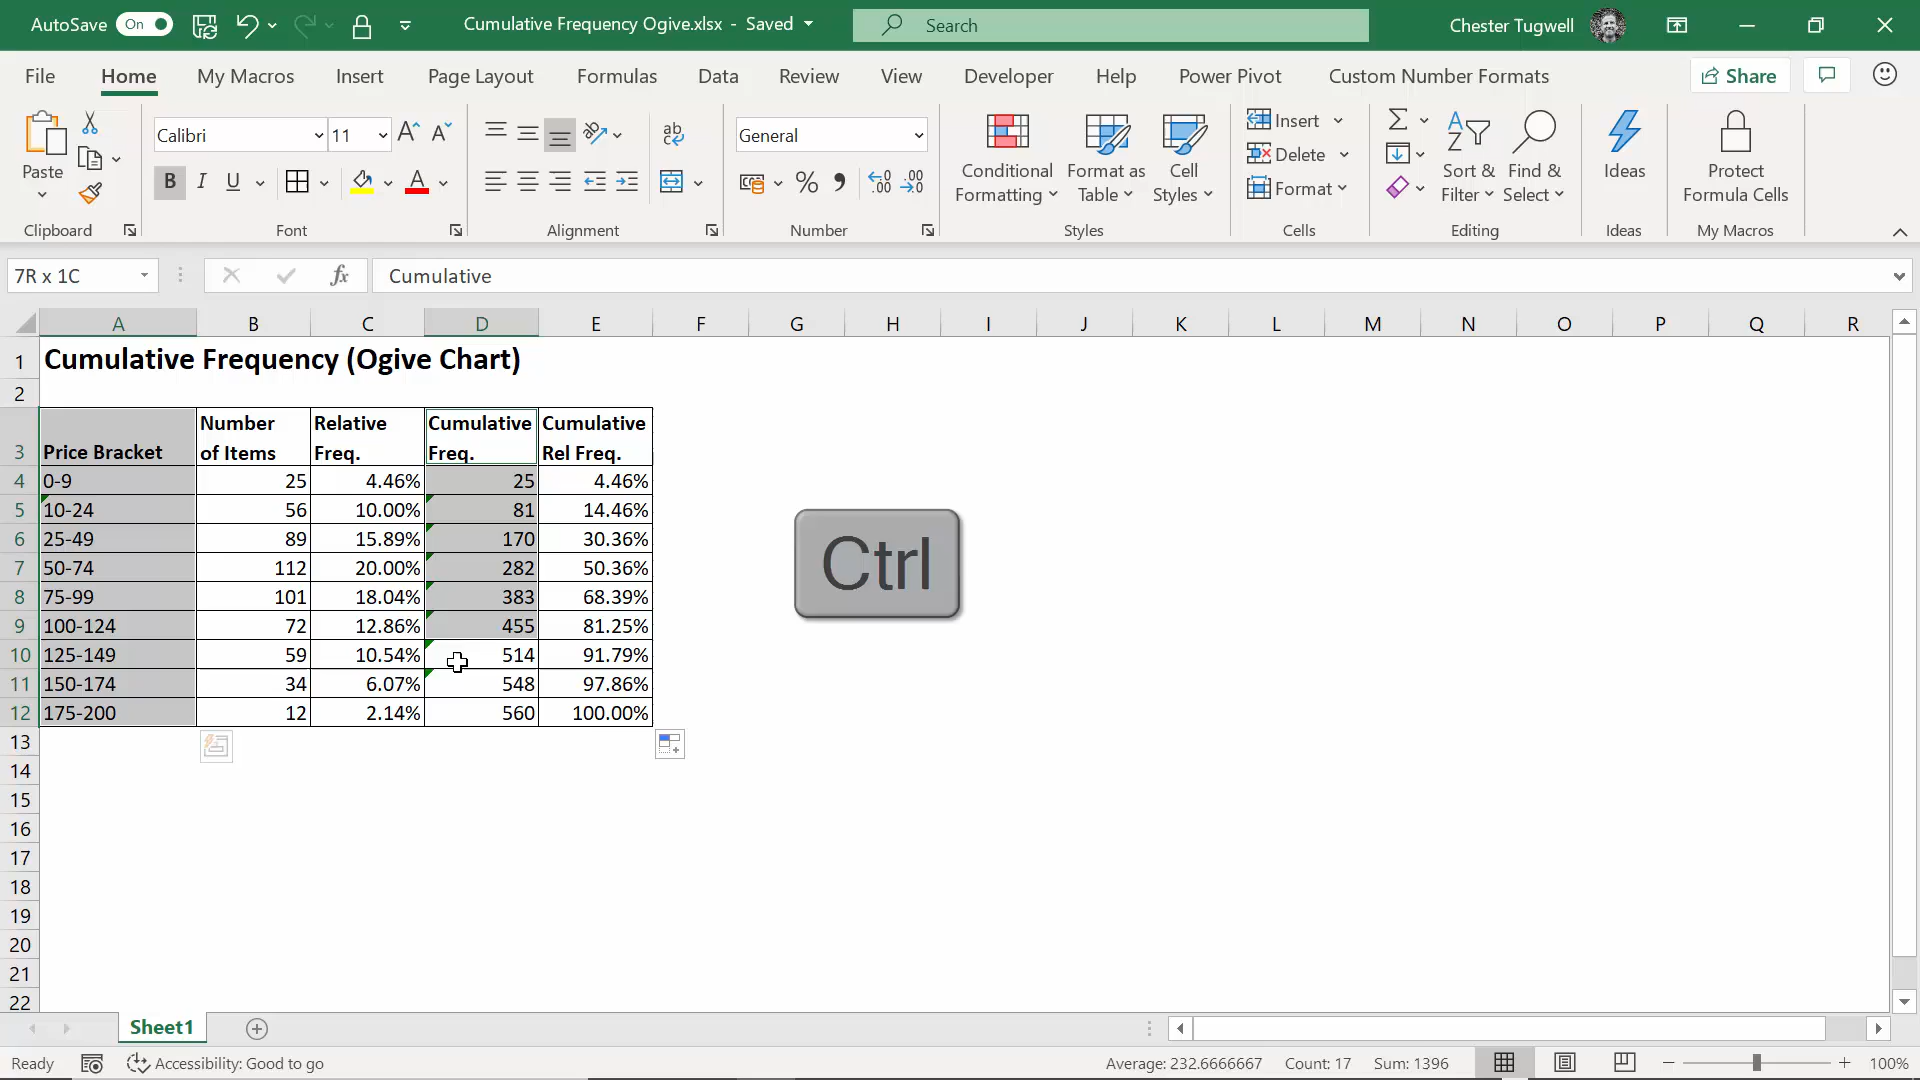 AutoSave On Cumulative Frequency Ogive.xlsx - Saved Search Chester Tugwell
File Home My Macros Insert Page Layout Formulas Data Review View Developer Help Power Pivot Custom Number Formats Share
Paste Calibri 11 A A ab General Conditional Formatting Format as Table Cell Styles Insert Delete Format Sort & Filter Find & Select Ideas Protect Formula Cells
B I U A % .00
Clipboard Font Alignment Number Styles Cells Editing Ideas My Macros
7R x 1C fx Cumulative
A B C D E F G H I J K L M N O P Q R
1 Cumulative Frequency (Ogive Chart)
2
3 Price Bracket Number of Items Relative Freq. Cumulative Freq. Cumulative Rel Freq.
4 0-9 25 4.46% 25 4.46%
5 10-24 56 10.00% 81 14.46%
6 25-49 89 15.89% 170 30.36%
7 50-74 112 20.00% 282 50.36%
8 75-99 101 18.04% 383 68.39%
9 100-124 72 12.86% 455 81.25%
10 125-149 59 10.54% 514 91.79%
11 150-174 34 6.07% 548 97.86%
12 175-200 12 2.14% 560 100.00%
Ctrl
13
14
15
16
17
18
19
20
21
22
Sheet1
Ready Accessibility: Good to go Average: 232.6666667 Count: 17 Sum: 1396 100%